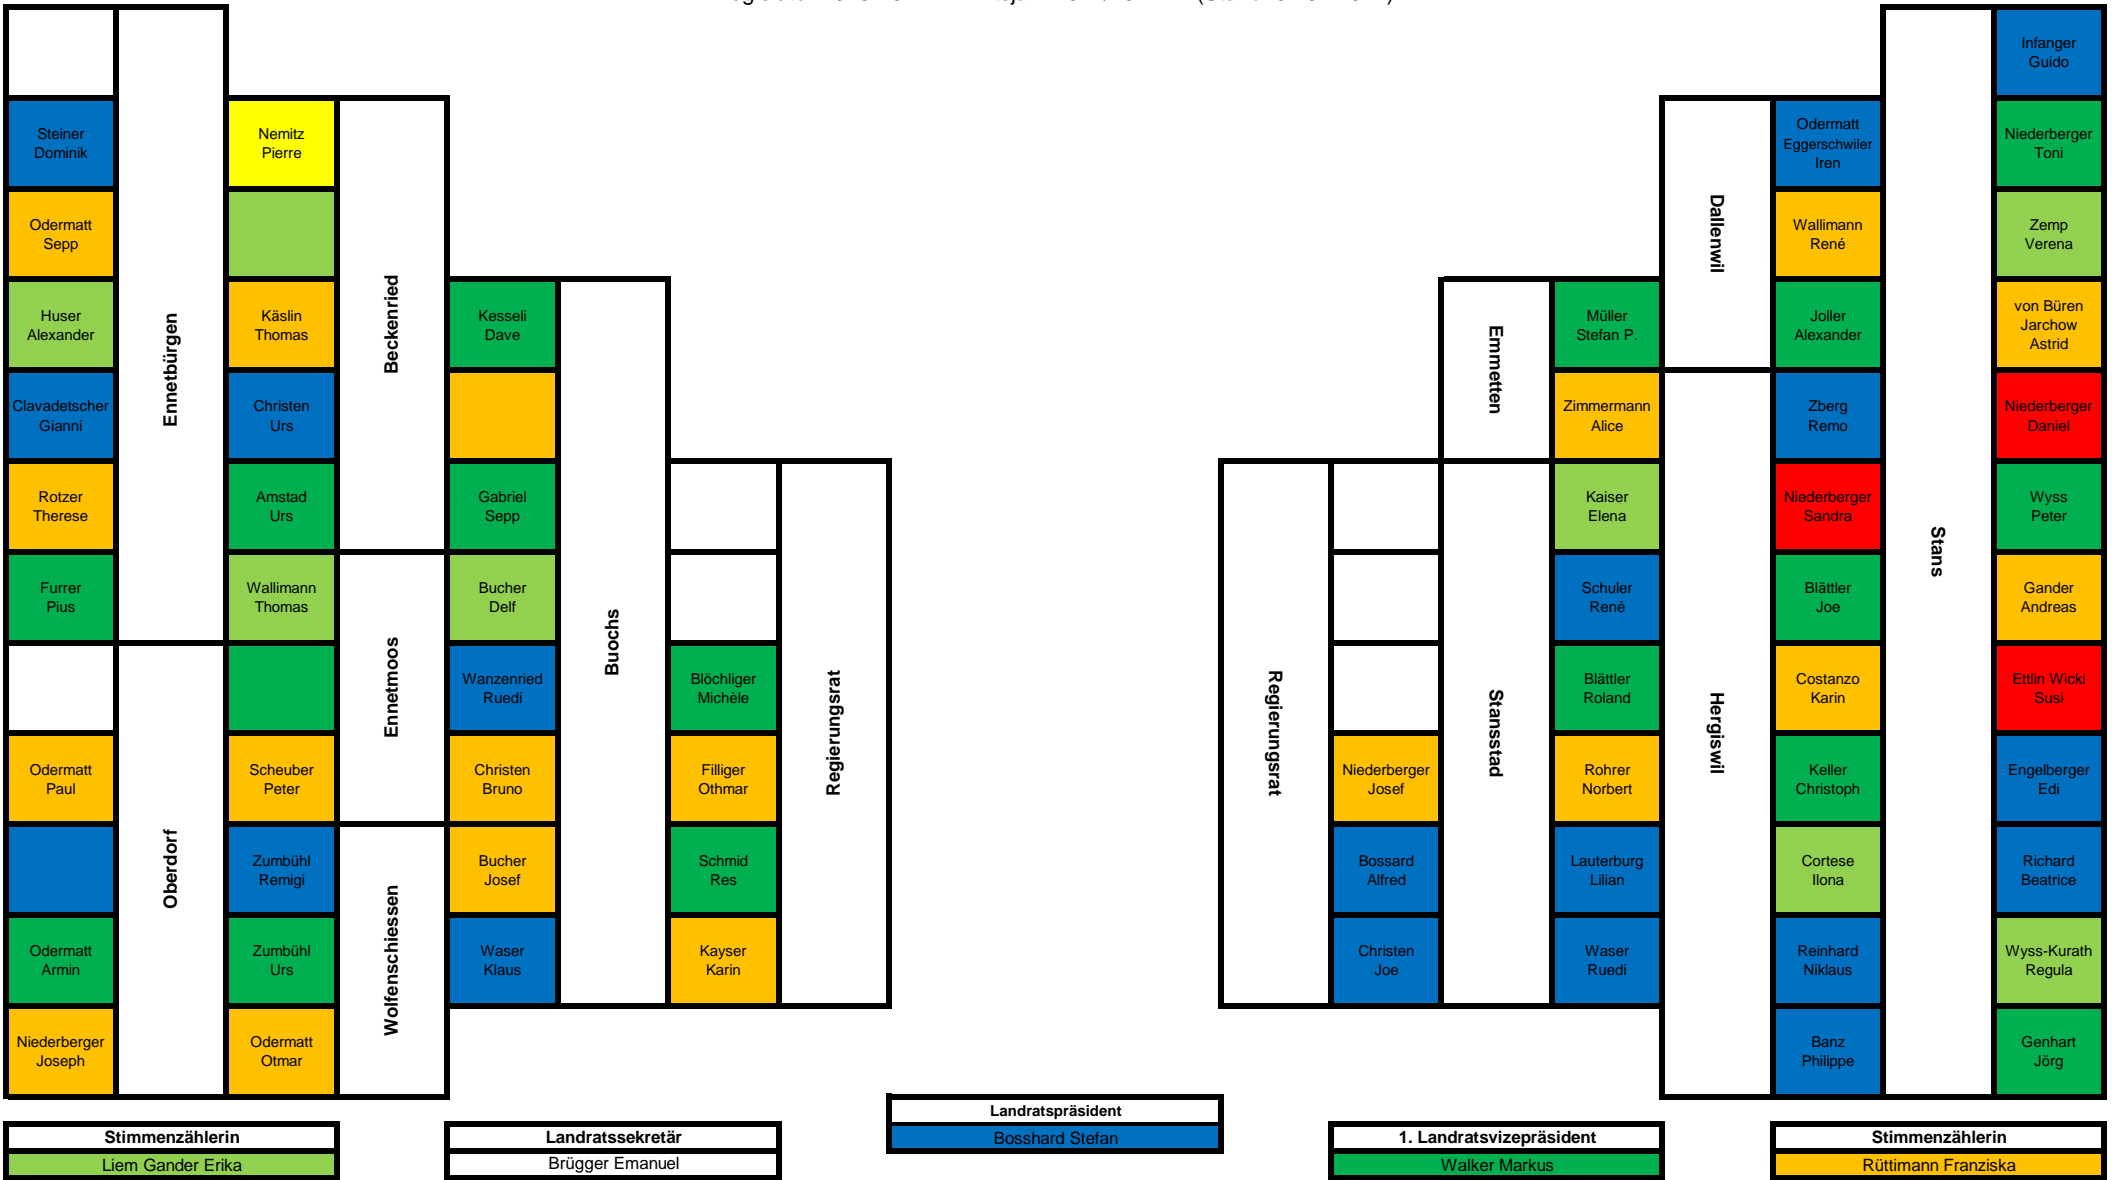 Infanger
Guido
Steiner
Dominik
Nemitz
Pierre
Odermatt
Eggerschwiler
Iren
Niederberger
Toni
Odermatt
Sepp
Dallenwil
Wallimann
René
Zemp
Verena
Huser
Alexander
Ennetbürgen
Käslin
Thomas
Beckenried
Kesseli
Dave
Emmetten
Müller
Stefan P.
Joller
Alexander
von Büren
Jarchow
Astrid
Clavadetscher
Gianni
Christen
Urs
Zimmermann
Alice
Zberg
Remo
Niederberger
Daniel
Rotzer
Therese
Amstad
Urs
Gabriel
Sepp
Kaiser
Elena
Niederberger
Sandra
Stans
Wyss
Peter
Furrer
Pius
Wallimann
Thomas
Bucher
Delf
Buochs
Schuler
René
Blättler
Joe
Gander
Andreas
Ennetmoos
Wanzenried
Ruedi
Blöchliger
Michèle
Regierungsrat
Regierungsrat
Stansstad
Blättler
Roland
Hergiswil
Costanzo
Karin
Ettlin Wicki
Susi
Odermatt
Paul
Scheuber
Peter
Christen
Bruno
Filliger
Othmar
Niederberger
Josef
Rohrer
Norbert
Keller
Christoph
Engelberger
Edi
Oberdorf
Zumbühl
Remigi
Wolfenschiessen
Bucher
Josef
Schmid
Res
Bossard
Alfred
Lauterburg
Lilian
Cortese
Ilona
Richard
Beatrice
Odermatt
Armin
Zumbühl
Urs
Waser
Klaus
Kayser
Karin
Christen
Joe
Waser
Ruedi
Reinhard
Niklaus
Wyss-Kurath
Regula
Niederberger
Joseph
Odermatt
Otmar
Banz
Philippe
Genhart
Jörg
Landratspräsident
Bosshard Stefan
Stimmenzählerin
Liem Gander Erika
Landratssekretär
Brügger Emanuel
1. Landratsvizepräsident
Walker Markus
Stimmenzählerin
Rüttimann Franziska